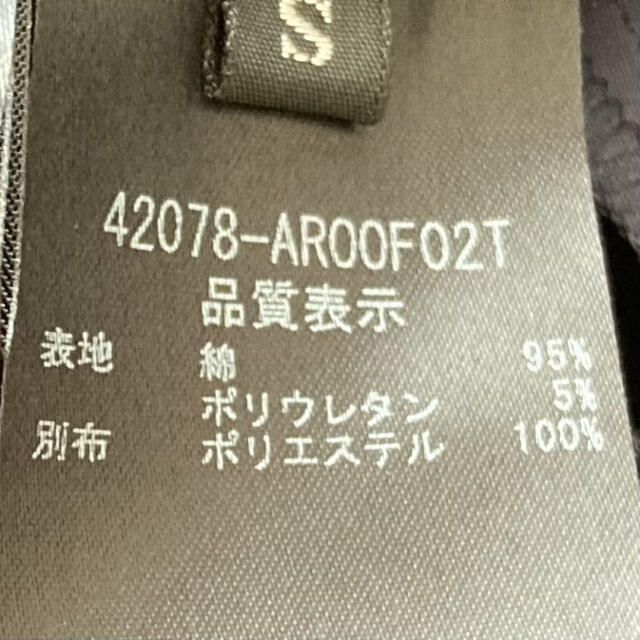 S
42078-AR00F02T
品質表示
表地 綿 95%
ポリウレタン 5%
別布 ポリエステル 100%